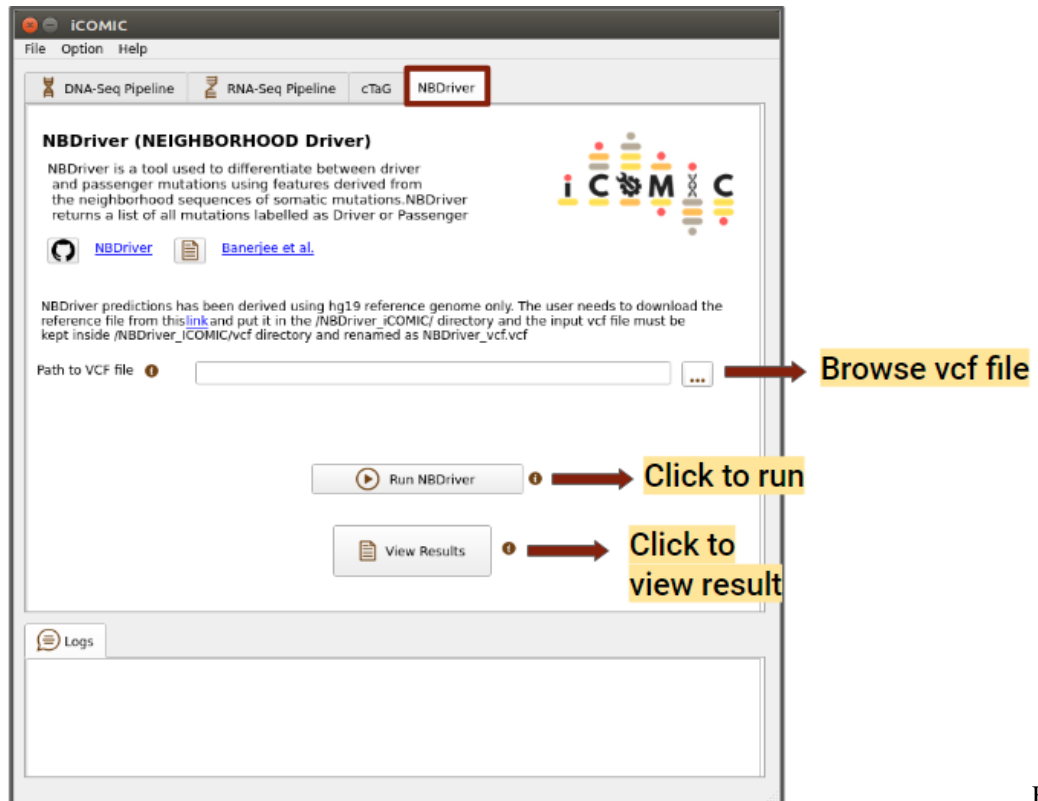 iCOMIC
File Option Help
DNA-Seq Pipeline RNA-Seq Pipeline cTaG NBDriver
NBDriver (NEIGHBORHOOD Driver)
NBDriver is a tool used to differentiate between driver
and passenger mutations using features derived from
the neighborhood sequences of somatic mutations.NBDriver
returns a list of all mutations labelled as Driver or Passenger
i C M C
NBDriver Banerjee et al.
NBDriver predictions has been derived using hg19 reference genome only. The user needs to download the
reference file from this link and put it in the /NBDriver_iCOMIC/ directory and the input vcf file must be
kept inside /NBDriver_iCOMIC/vcf directory and renamed as NBDriver_vcf.vcf
Path to VCF file ...
Browse vcf file
Run NBDriver
Click to run
View Results
Click to
view result
Logs